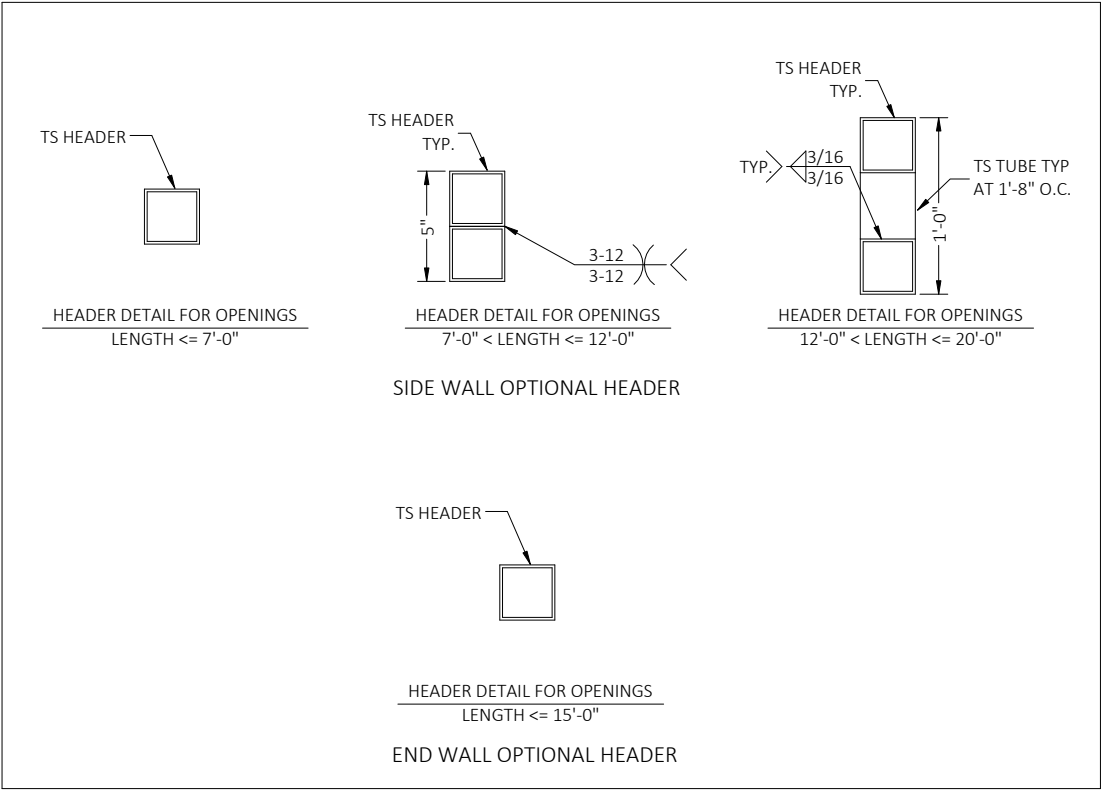 TS HEADER
HEADER DETAIL FOR OPENINGS
LENGTH <= 7'-0"
TS HEADER
TYP.
5"
3-12
3-12
HEADER DETAIL FOR OPENINGS
7'-0" < LENGTH <= 12'-0"
TS HEADER
TYP.
TYP.
3/16
3/16
TS TUBE TYP
AT 1'-8" O.C.
1'-0"
HEADER DETAIL FOR OPENINGS
12'-0" < LENGTH <= 20'-0"
SIDE WALL OPTIONAL HEADER
TS HEADER
HEADER DETAIL FOR OPENINGS
LENGTH <= 15'-0"
END WALL OPTIONAL HEADER